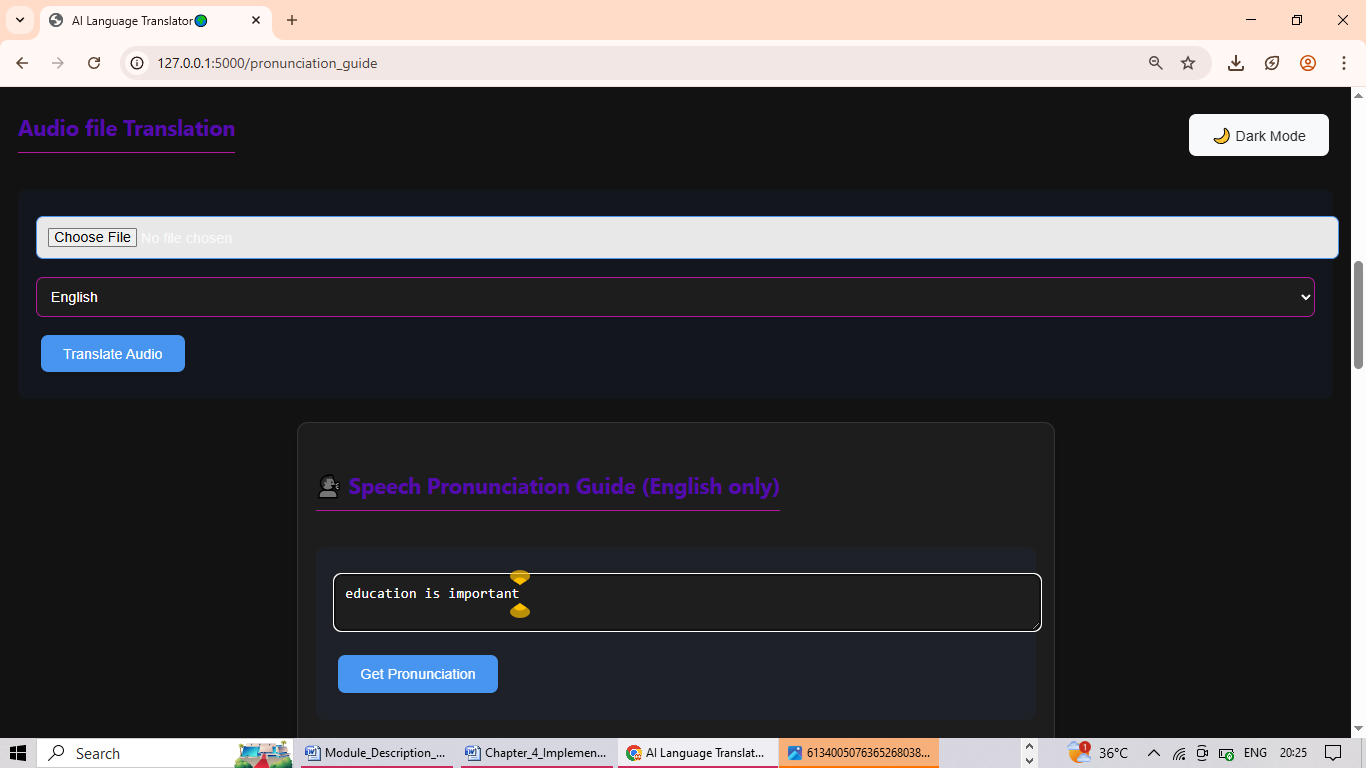 AI Language Translator
127.0.0.1:5000/pronunciation_guide
Audio file Translation
Dark Mode
Choose File No file chosen
English
Translate Audio
Speech Pronunciation Guide (English only)
education is important
Get Pronunciation
Search
Module_Description_...
Chapter_4_Implemen...
AI Language Translat...
6134005076365268038...
1
36°C
ENG
20:25